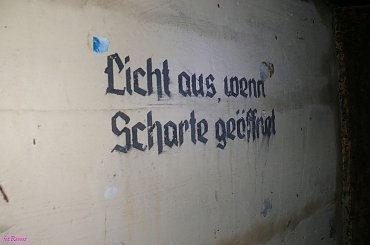 Licht aus, wenn
Scharte geöffnet